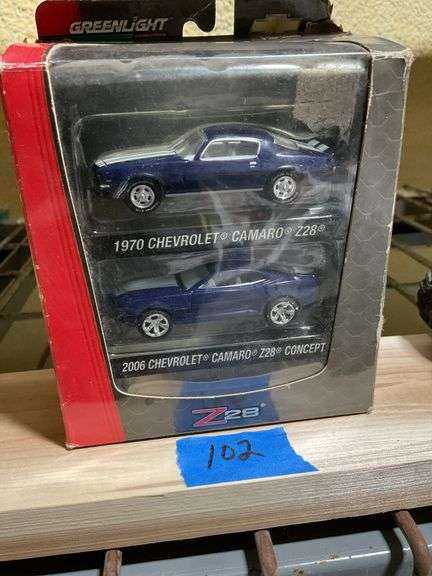 GREENLIGHT
1970 CHEVROLET® CAMARO® Z28®
2006 CHEVROLET® CAMARO® Z28® CONCEPT
Z28®
102